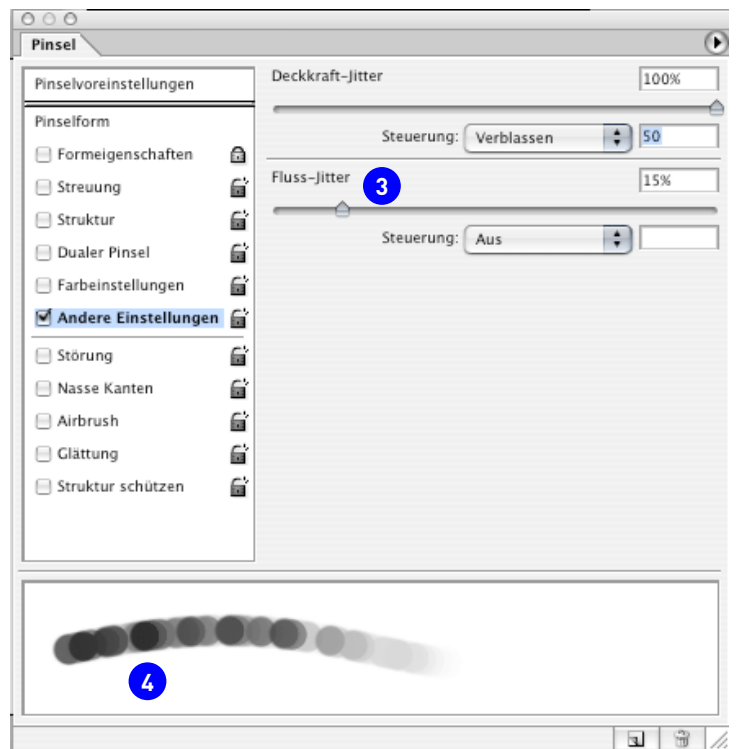 Pinsel
Pinselvoreinstellungen
Pinselform
Formeigenschaften
Streuung
Struktur
Dualer Pinsel
Farbeinstellungen
Andere Einstellungen
Störung
Nasse Kanten
Airbrush
Glättung
Struktur schützen
Deckkraft-Jitter 100%
Steuerung: Verblassen 50
Fluss-Jitter 3 15%
Steuerung: Aus
4